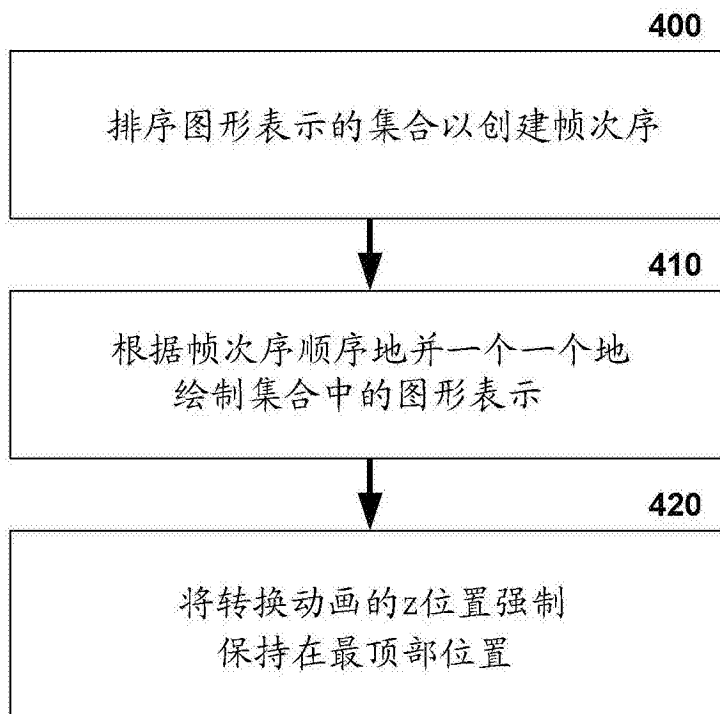 400
排序图形表示的集合以创建帧次序
410
根据帧次序顺序地并一个一个地
绘制集合中的图形表示
420
将转换动画的z位置强制
保持在最顶部位置